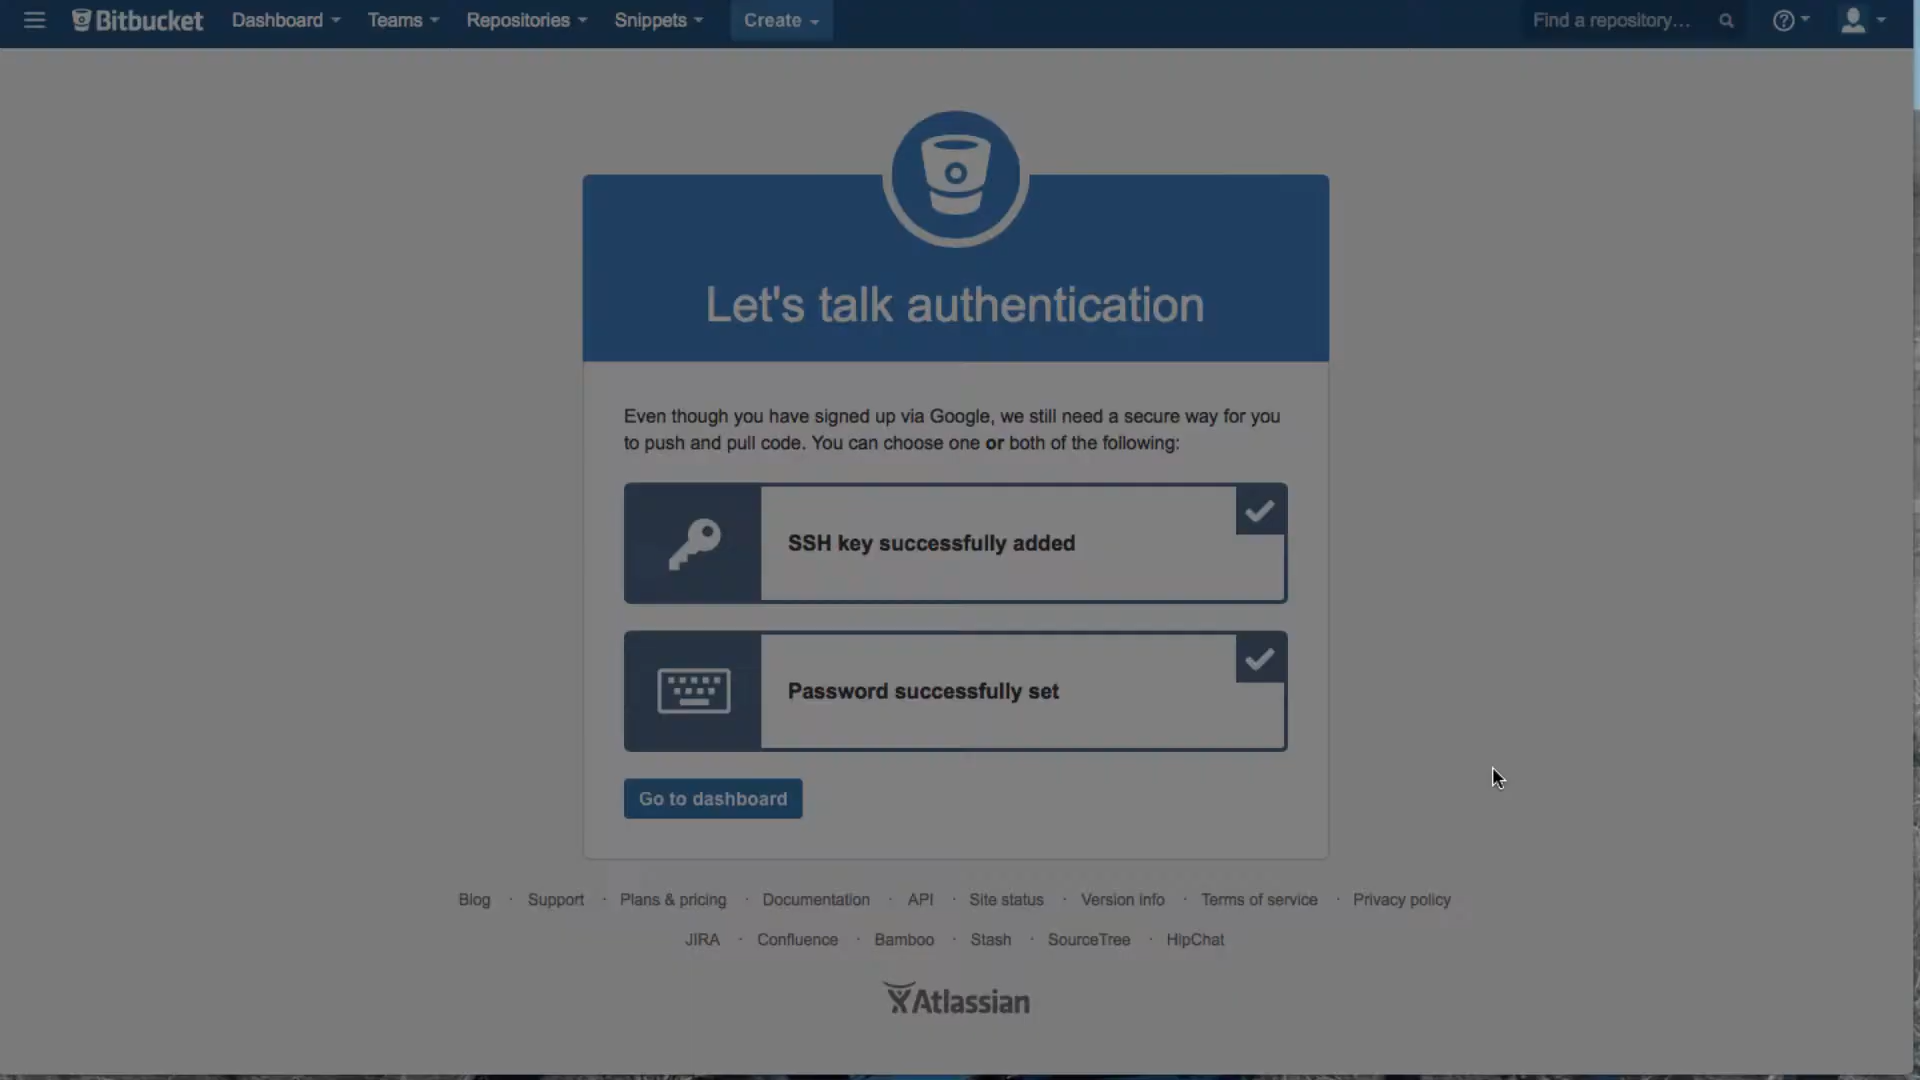 Bitbucket Dashboard Teams Repositories Snippets Create Find a repository...
Let's talk authentication
Even though you have signed up via Google, we still need a secure way for you
to push and pull code. You can choose one or both of the following:
SSH key successfully added
Password successfully set
Go to dashboard
Blog · Support · Plans & pricing · Documentation · API · Site status · Version info · Terms of service · Privacy policy
JIRA · Confluence · Bamboo · Stash · SourceTree · HipChat
Atlassian